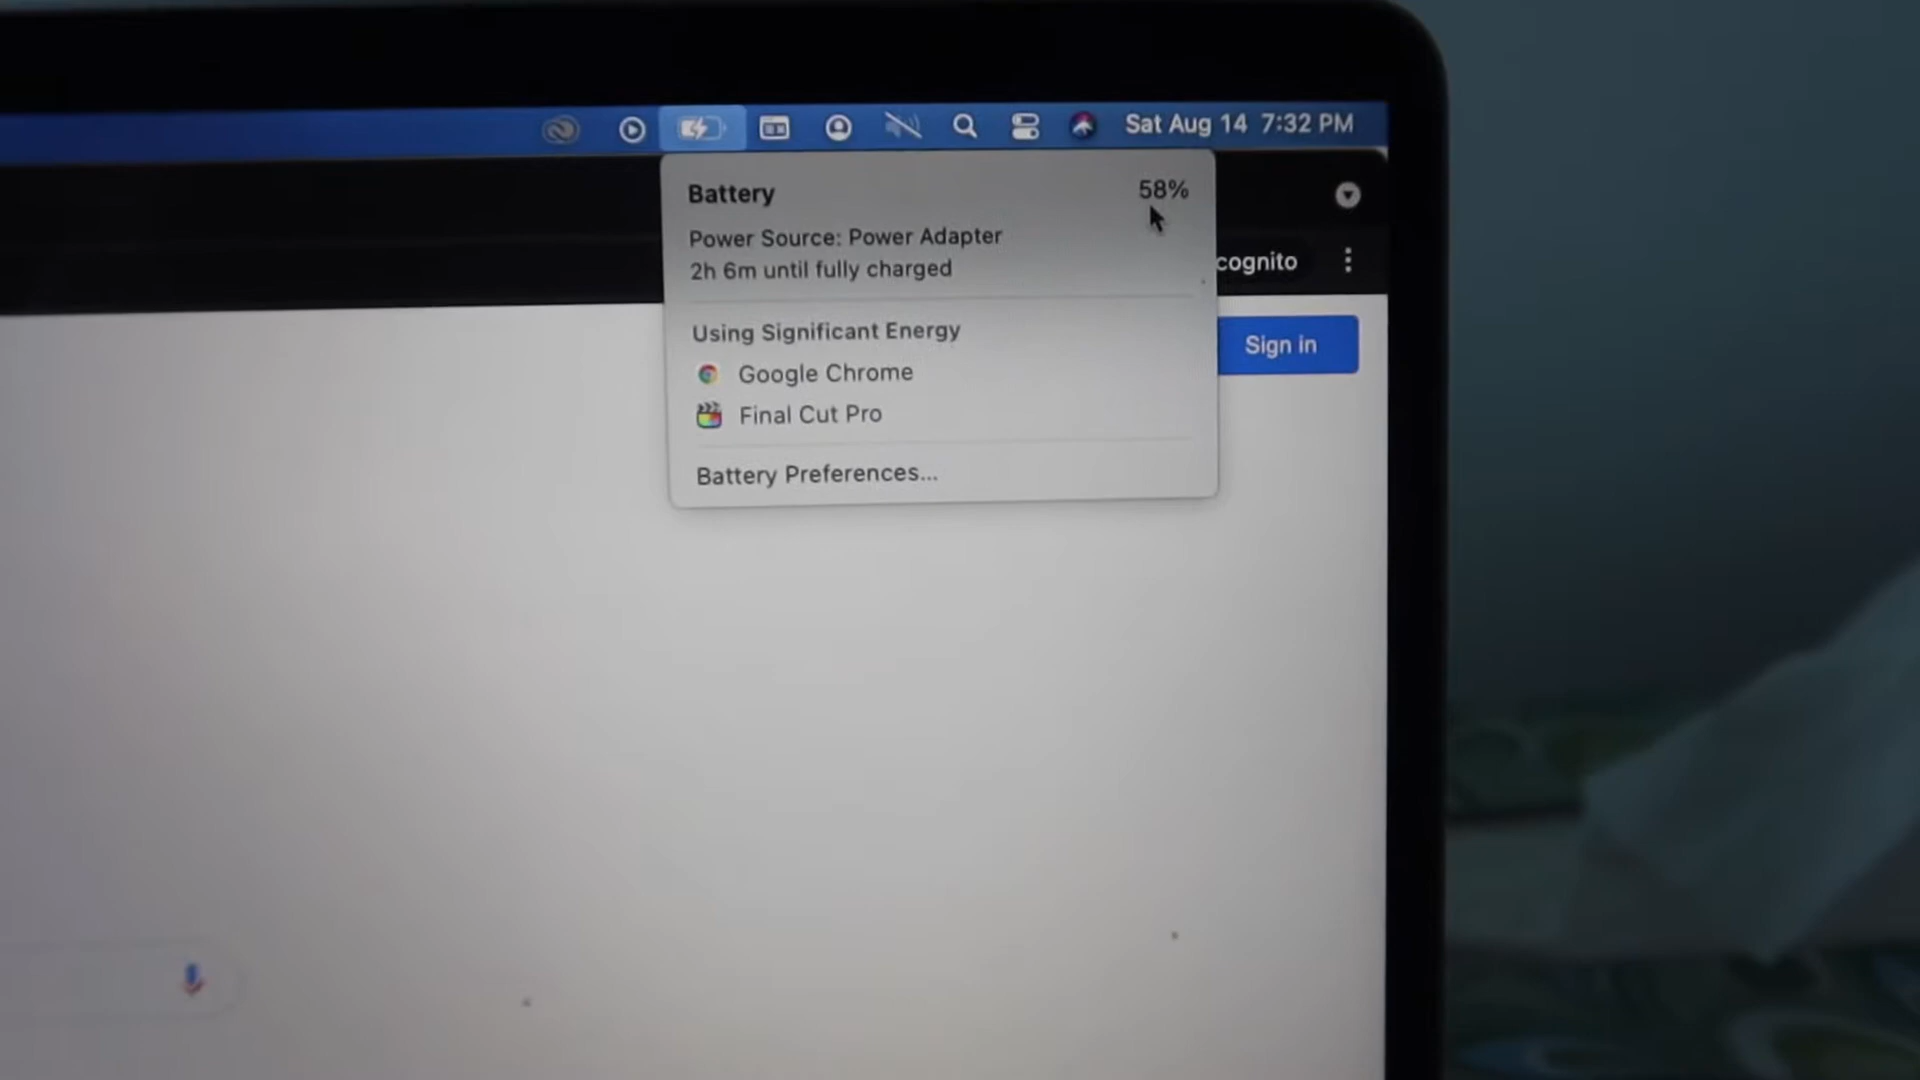 Sat Aug 14 7:32 PM
Battery 58%
Power Source: Power Adapter
2h 6m until fully charged
cognito
Using Significant Energy
Sign in
Google Chrome
Final Cut Pro
Battery Preferences...